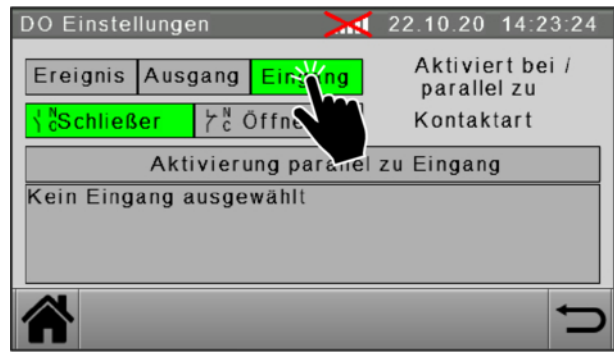 DO Einstellungen 22.10.20 14:23:24
Ereignis Ausgang Eingang Aktiviert bei /
parallel zu
N C Schließer N C Kontaktart
Aktivierung parallel zu Eingang
Kein Eingang ausgewählt